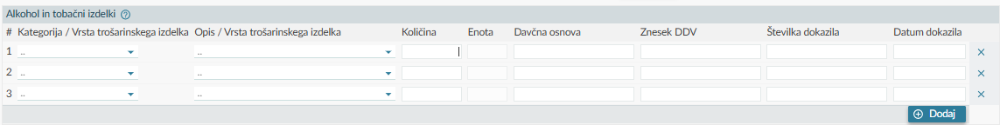 Alkohol in tobačni izdelki ?
# Kategorija / Vrsta trošarinskega izdelka Opis / Vrsta trošarinskega izdelka Količina Enota Davčna osnova Znesek DDV Številka dokazila Datum dokazila
1 .. ..
2 .. ..
3 .. ..
Dodaj